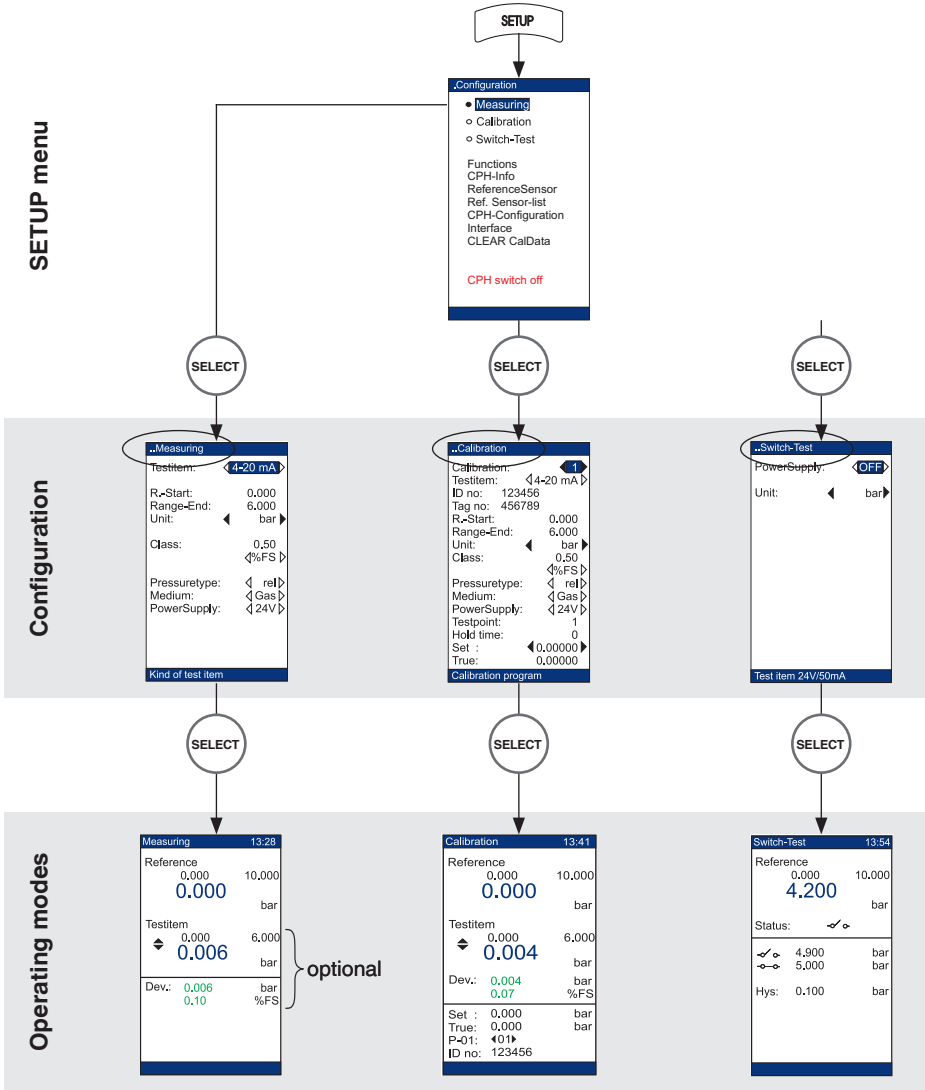 SETUP
SETUP menu
.Configuration
Measuring
Calibration
Switch-Test
Functions
CPH-Info
ReferenceSensor
Ref. Sensor-list
CPH-Configuration
Interface
CLEAR CalData
CPH switch off
SELECT
SELECT
SELECT
Configuration
..Measuring
Testitem: 4-20 mA
R.-Start: 0.000
Range-End: 6.000
Unit: bar
Class: 0.50
%FS
Pressuretype: rel
Medium: Gas
PowerSupply: 24V
Kind of test item
..Calibration
Calibration: 1
Testitem: 4-20 mA
ID no: 123456
Tag no: 456789
R.-Start: 0.000
Range-End: 6.000
Unit: bar
Class: 0.50
%FS
Pressuretype: rel
Medium: Gas
PowerSupply: 24V
Testpoint: 1
Hold time: 0
Set : 0.00000
True: 0.00000
Calibration program
..Switch-Test
PowerSupply: OFF
Unit: bar
Test item 24V/50mA
SELECT
SELECT
SELECT
Operating modes
Measuring 13:28
Reference
0.000 10.000
0.000
bar
Testitem
0.000 6.000
0.006
bar
Dev.: 0.006 bar
0.10 %FS
optional
Calibration 13:41
Reference
0.000 10.000
0.000
bar
Testitem
0.000 6.000
0.004
bar
Dev.: 0.004 bar
0.07 %FS
Set : 0.000 bar
True: 0.000 bar
P-01: 01
ID no: 123456
Switch-Test 13:54
Reference
0.000 10.000
4.200
bar
Status:
4.900 bar
5.000 bar
Hys: 0.100 bar